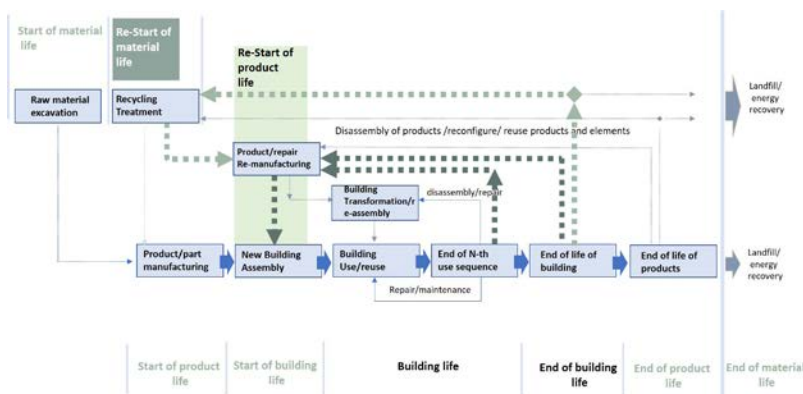 Start of material
life
Re-Start of
material
life
Re-Start of
product
life
Raw material
excavation
Recycling
Treatment
Landfill/
energy
recovery
Disassembly of products /reconfigure/ reuse products and elements
Product/repair
Re-manufacturing
Building
Transformation/r
e-assembly
disassembly/repair
Product/part
manufacturing
New Building
Assembly
Building
Use/reuse
End of N-th
use sequence
End of life of
building
End of life of
products
Landfill/
energy
recovery
Repair/maintenance
Start of product
life
Start of building
life
Building life
End of building
life
End of product
life
End of material
life